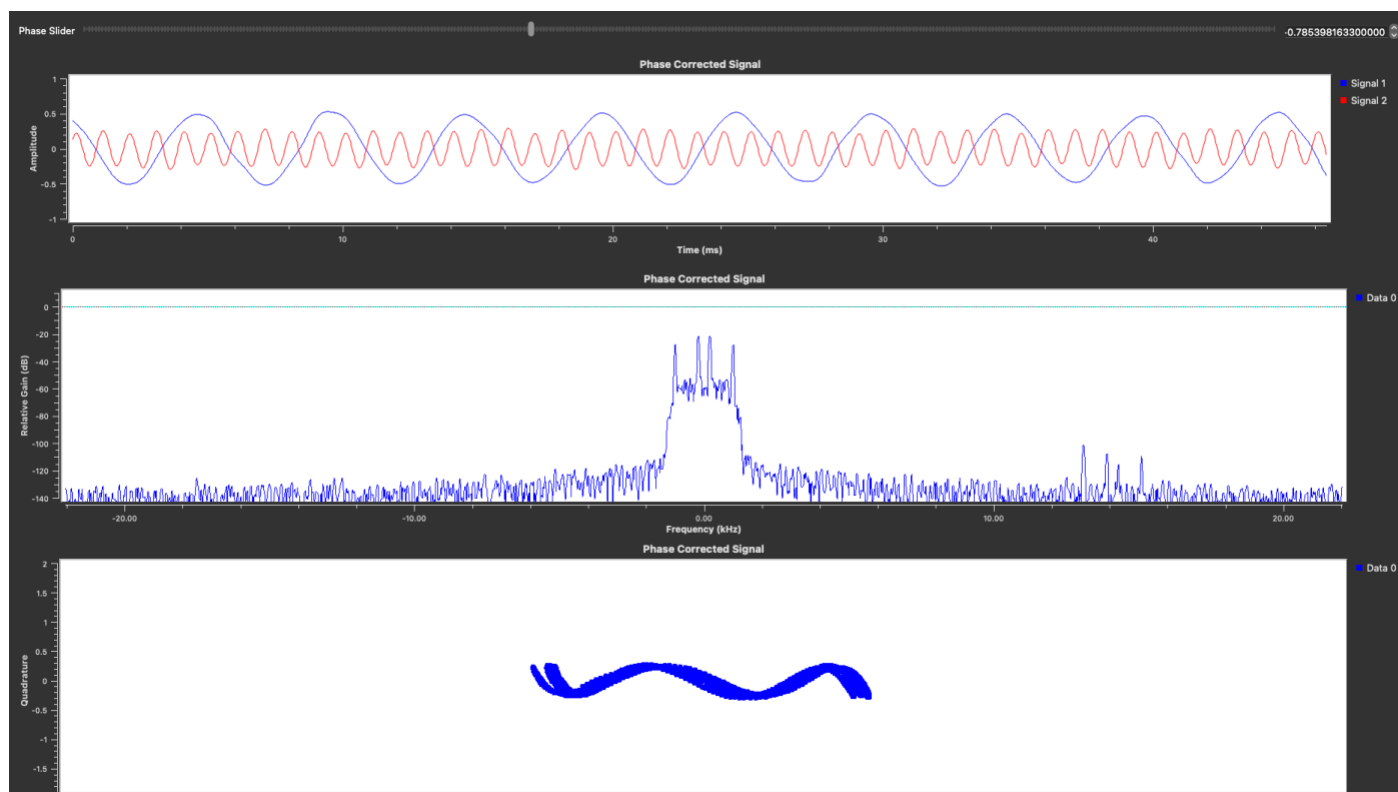 Phase Slider
-0.785398163300000
Phase Corrected Signal
Signal 1
Signal 2
1
0.5
0
-0.5
-1
Amplitude
0 10 20 30 40
Time (ms)
Phase Corrected Signal
Data 0
0
-20
-40
-60
-80
-100
-120
-140
Relative Gain (dB)
-20.00 -10.00 0.00 10.00 20.00
Frequency (kHz)
Phase Corrected Signal
Data 0
2
1.5
1
0.5
0
-0.5
-1
-1.5
Quadrature